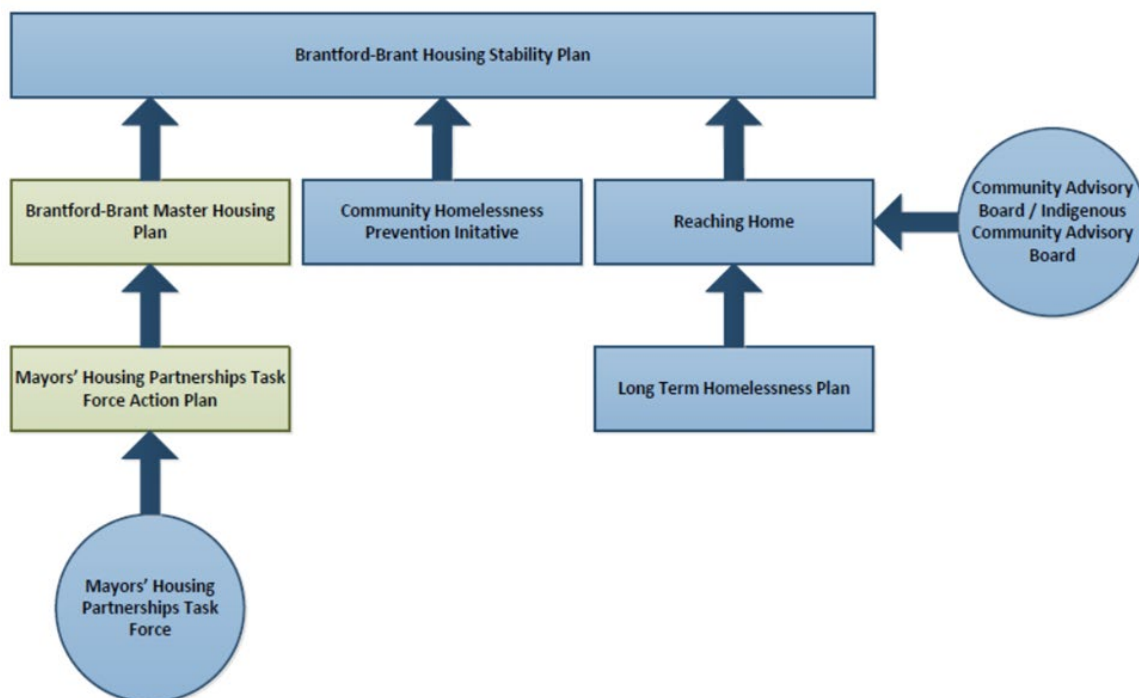 Brantford-Brant Housing Stability Plan
Brantford-Brant Master Housing
Plan
Community Homelessness
Prevention Initative
Reaching Home
Community Advisory
Board / Indigenous
Community Advisory
Board
Mayors’ Housing Partnerships Task
Force Action Plan
Long Term Homelessness Plan
Mayors’ Housing
Partnerships Task
Force